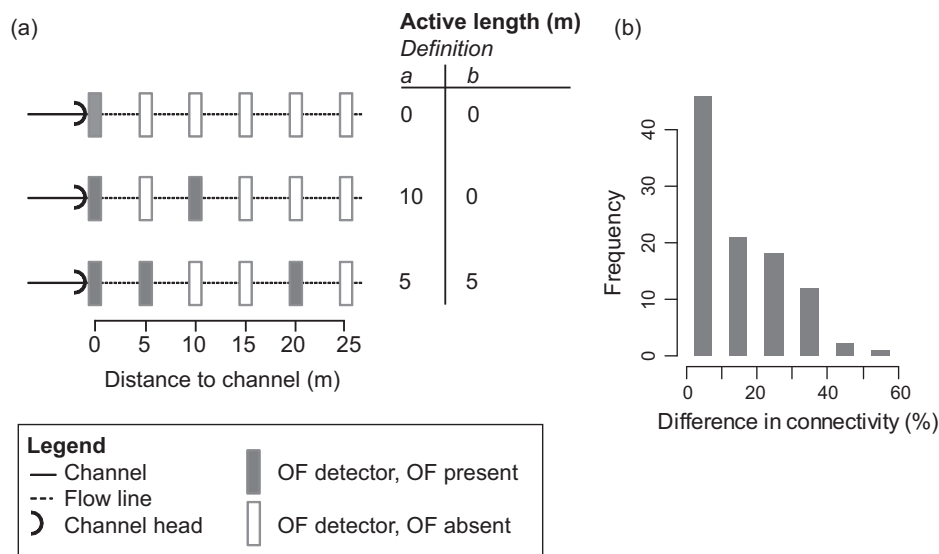 (a)
Active length (m)
Definition
a b
0 0
10 0
5 5
0 5 10 15 20 25
Distance to channel (m)
Legend
Channel
Flow line
Channel head
OF detector, OF present
OF detector, OF absent
(b)
Frequency
0 10 20 30 40
0 20 40 60
Difference in connectivity (%)